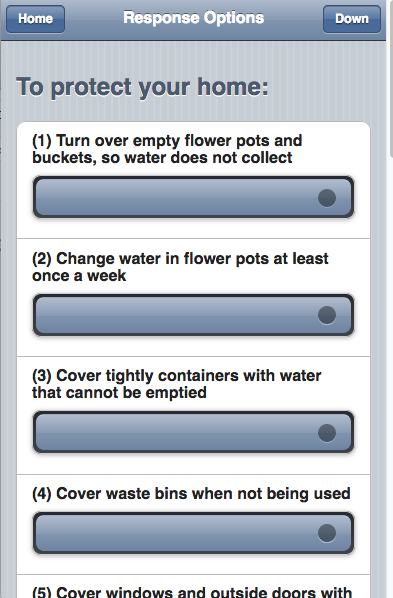 Home
Response Options
Down
To protect your home:
(1) Turn over empty flower pots and
buckets, so water does not collect
(2) Change water in flower pots at least
once a week
(3) Cover tightly containers with water
that cannot be emptied
(4) Cover waste bins when not being used
(5) Cover windows and outside doors with